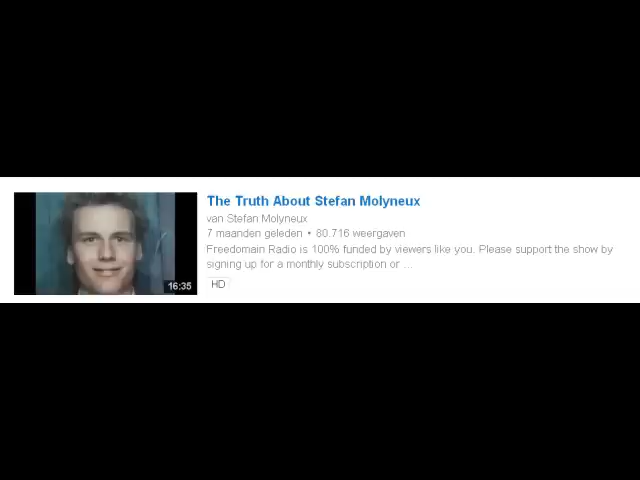 The Truth About Stefan Molyneux
van Stefan Molyneux
7 maanden geleden • 80.716 weergaven
Freedomain Radio is 100% funded by viewers like you. Please support the show by
signing up for a monthly subscription or ...
16:35
HD